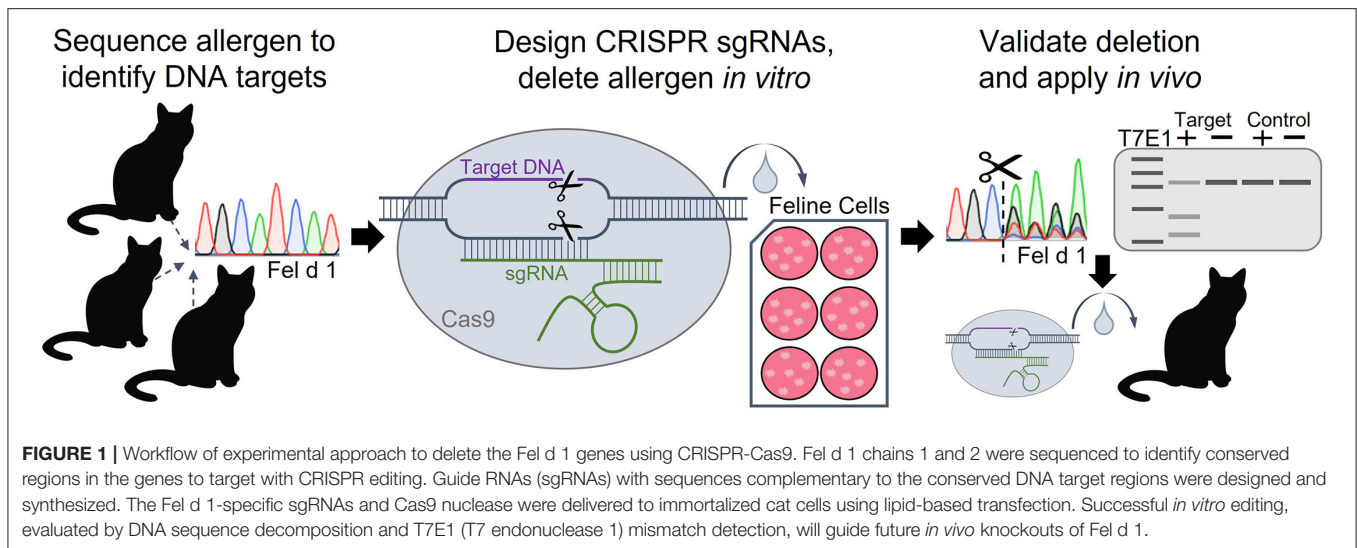 Sequence allergen to
identify DNA targets
Fel d 1
Design CRISPR sgRNAs,
delete allergen in vitro
Target DNA
sgRNA
Cas9
Feline Cells
Validate deletion
and apply in vivo
Fel d 1
Target Control
T7E1 + − + −
FIGURE 1 | Workflow of experimental approach to delete the Fel d 1 genes using CRISPR-Cas9. Fel d 1 chains 1 and 2 were sequenced to identify conserved
regions in the genes to target with CRISPR editing. Guide RNAs (sgRNAs) with sequences complementary to the conserved DNA target regions were designed and
synthesized. The Fel d 1-specific sgRNAs and Cas9 nuclease were delivered to immortalized cat cells using lipid-based transfection. Successful in vitro editing,
evaluated by DNA sequence decomposition and T7E1 (T7 endonuclease 1) mismatch detection, will guide future in vivo knockouts of Fel d 1.